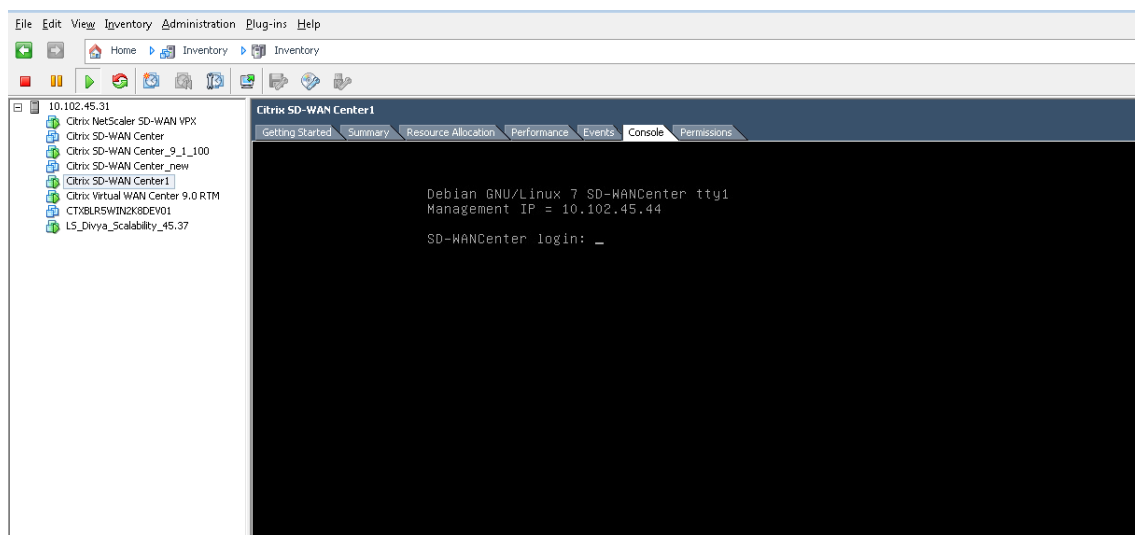 File Edit View Inventory Administration Plug-ins Help
Home Inventory Inventory
10.102.45.31
Citrix NetScaler SD-WAN VPX
Citrix SD-WAN Center
Citrix SD-WAN Center_9_1_100
Citrix SD-WAN Center_new
Citrix SD-WAN Center1
Citrix Virtual WAN Center 9.0 RTM
CTXBLR5WIN2K8DEV01
LS_Divya_Scalability_45.37
Citrix SD-WAN Center1
Getting Started Summary Resource Allocation Performance Events Console Permissions
Debian GNU/Linux 7 SD-WANCenter tty1
Management IP = 10.102.45.44
SD-WANCenter login: _